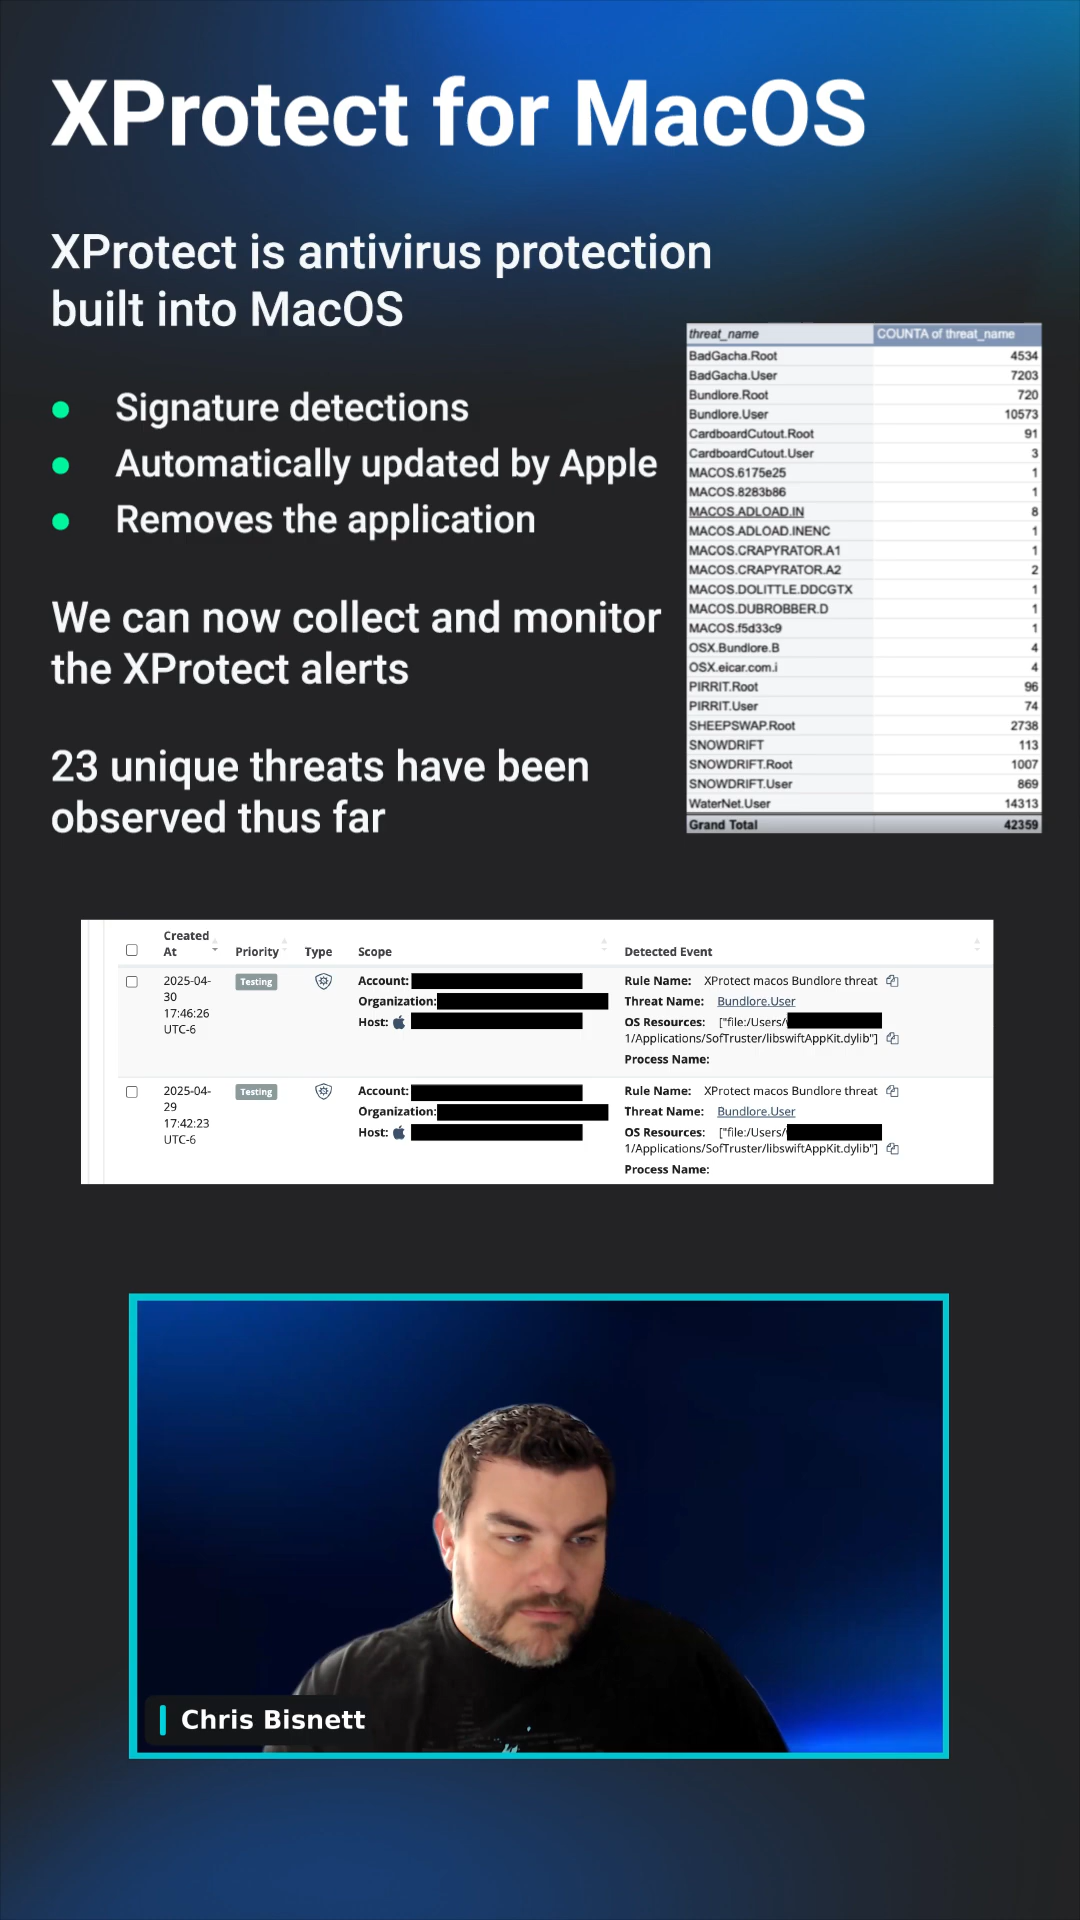 XProtect for MacOS
XProtect is antivirus protection
built into MacOS
Signature detections
Automatically updated by Apple
Removes the application
We can now collect and monitor
the XProtect alerts
23 unique threats have been
observed thus far
threat_name COUNTA of threat_name
BadGacha.Root 4534
BadGacha.User 7203
Bundlore.Root 720
Bundlore.User 10573
CardboardCutout.Root 91
CardboardCutout.User 3
MACOS.6175e25 1
MACOS.8283b86 1
MACOS.ADLOAD.IN 8
MACOS.ADLOAD.INENC 1
MACOS.CRAPYRATOR.A1 1
MACOS.CRAPYRATOR.A2 2
MACOS.DOLITTLE.DDCGTX 1
MACOS.DUBROBBER.D 1
MACOS.f5d33c9 1
OSX.Bundlore.B 4
OSX.eicar.com.i 4
PIRRIT.Root 96
PIRRIT.User 74
SHEEPSWAP.Root 2738
SNOWDRIFT 113
SNOWDRIFT.Root 1007
SNOWDRIFT.User 869
WaterNet.User 14313
Grand Total 42359
Created
At Priority Type Scope Detected Event
2025-04- Testing Account: Rule Name: XProtect macos Bundlore threat
30 Organization: Threat Name: Bundlore.User
17:46:26 Host: OS Resources: ["file:/Users/
UTC-6 1/Applications/SofTruster/libswiftAppKit.dylib"]
Process Name:
2025-04- Testing Account: Rule Name: XProtect macos Bundlore threat
29 Organization: Threat Name: Bundlore.User
17:42:23 Host: OS Resources: ["file:/Users/
UTC-6 1/Applications/SofTruster/libswiftAppKit.dylib"]
Process Name:
Chris Bisnett